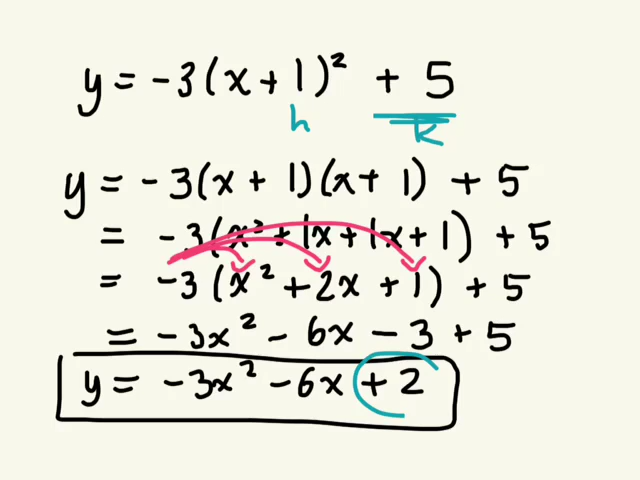 y = -3(x + 1)² + 5
h k
y = -3(x + 1)(x + 1) + 5
= -3(x² + 1x + 1x + 1) + 5
= -3(x² + 2x + 1) + 5
= -3x² - 6x - 3 + 5
y = -3x² - 6x + 2